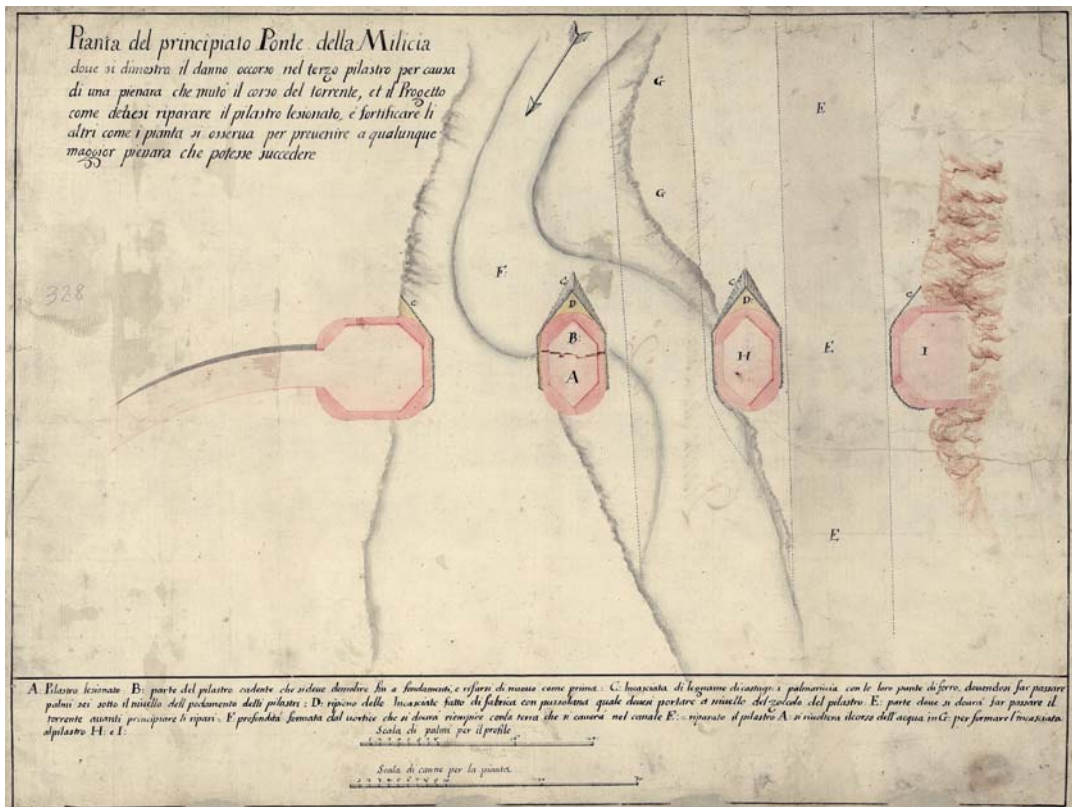 Pianta del principiato Ponte della Milicia
doue si dimostra il danno occorso nel terzo pilastro per causa
di una pienara che mutò il corso del torrente, et il Progetto
come deuesi riparare il pilastro lesionato, è fortificare li
altri come i pianta si osserua per preuenire a qualunque
maggior pienara che potesse succedere
328
G
G
E
F
C
C
D
B
A
C
D
H
E
C
I
E
A Pilastro lesionato B: parte del pilastro cadente che si deue demolire fin a fondamenti, e rifarsi di nuouo come prima: C: Incasciata di legname di castag: con le loro punte di ferro, douendosi far passare
palmi sei sotto il niuello dell pedamento delli pilastri: D: ripieno delle Incasciate fatto di fabrica con pussolana quale deuesi portare a niuello del zoccolo del pilastro. E: parte doue si dourà far passare il
torrente auanti principiare li ripari. F profondità formata dal uortice che si dourà riempire con la terra che si cauerà nel canale E: riparato il pilastro A si riuolterà il corso dell'acqua in G: per formare l'incasciata
al pilastro H: e I:
Scala di palmi per il profile
Scala di canne per la pianta